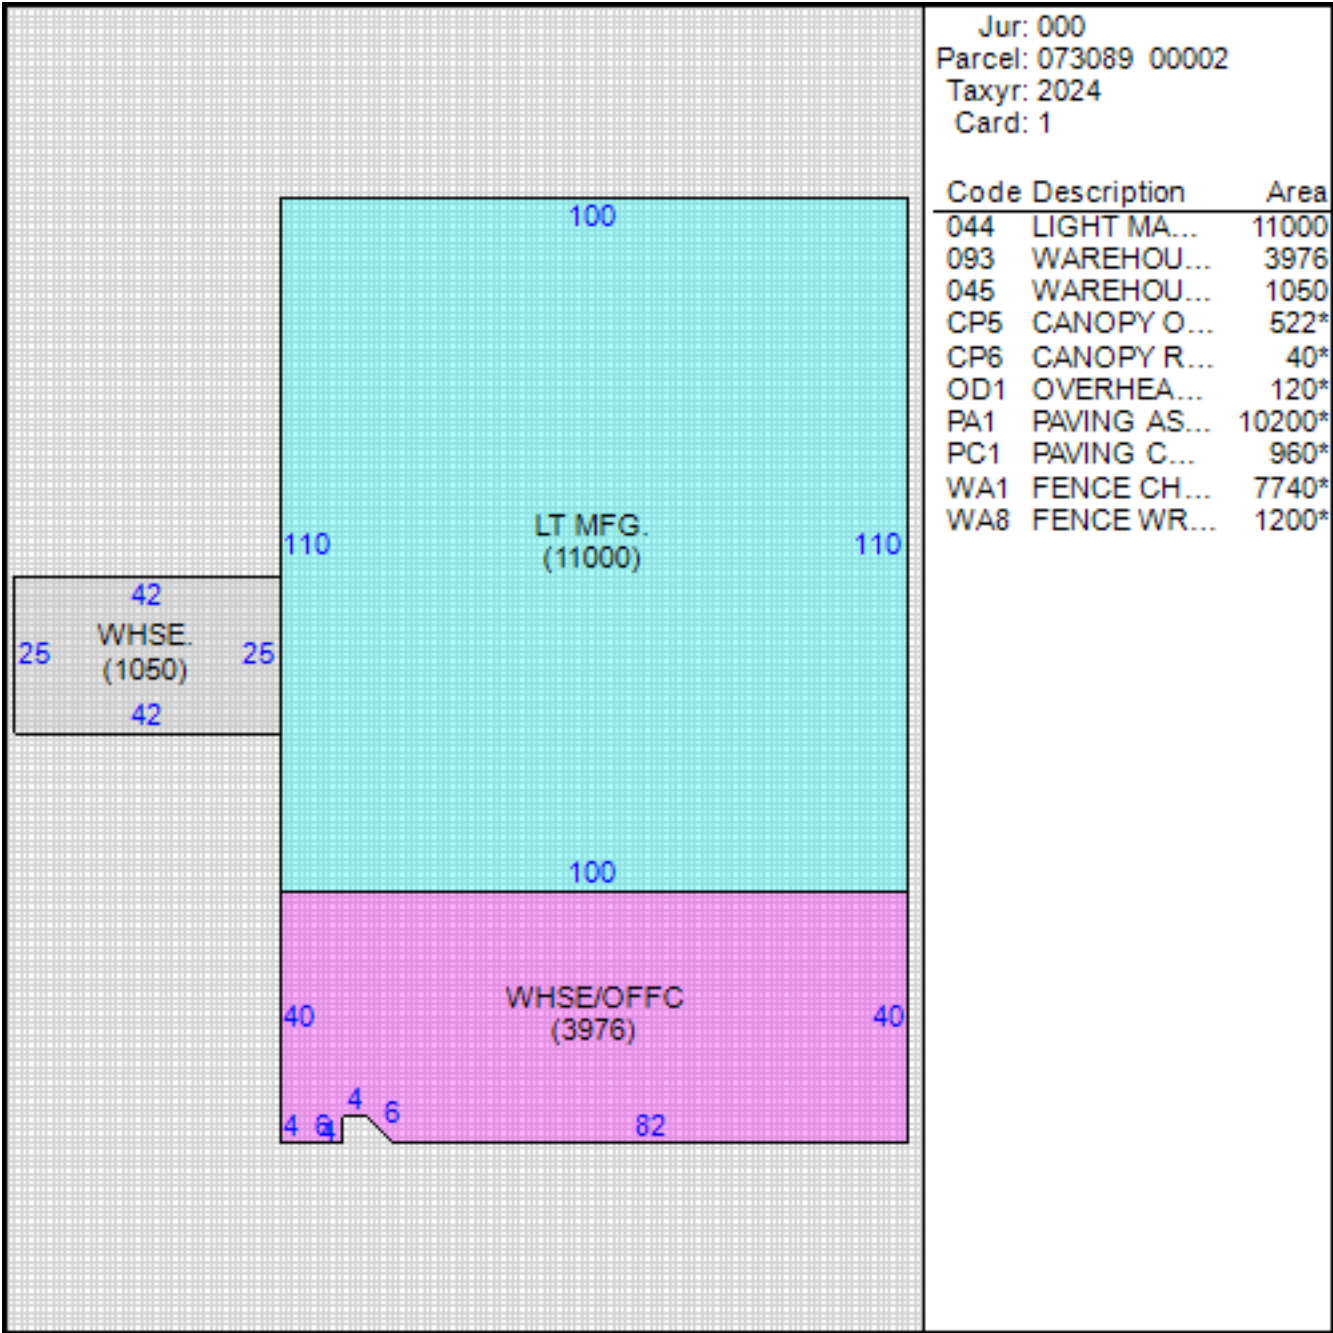 Jur: 000
Parcel: 073089 00002
Taxyr: 2024
Card: 1
Code Description Area
044 LIGHT MA... 11000
093 WAREHOU... 3976
045 WAREHOU... 1050
CP5 CANOPY O... 522*
CP6 CANOPY R... 40*
OD1 OVERHEA... 120*
PA1 PAVING AS... 10200*
PC1 PAVING C... 960*
WA1 FENCE CH... 7740*
WA8 FENCE WR... 1200*
100
110
LT MFG.
(11000)
110
100
42
25
WHSE.
(1050)
25
42
40
WHSE/OFFC
(3976)
40
4
6
4
4
6
82